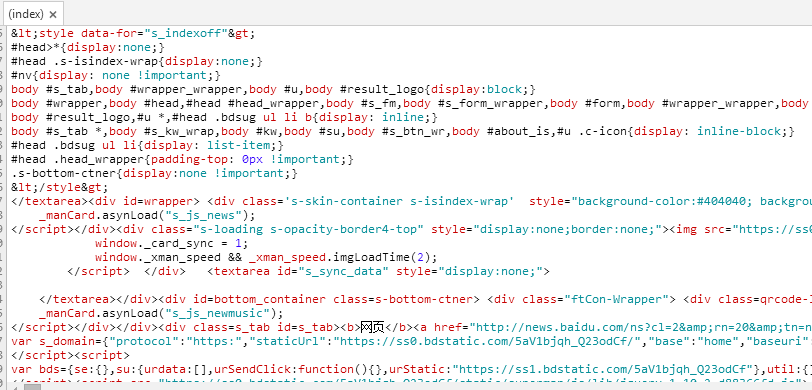 (index) ×
&lt;style data-for="s_indexoff"&gt;
#head>*{display:none;}
#head .s-isindex-wrap{display:none;}
#nv{display: none !important;}
body #s_tab,body #wrapper_wrapper,body #u,body #result_logo{display:block;}
body #wrapper,body #head,#head #head_wrapper,body #s_fm,body #s_form_wrapper,body #form,body #wrapper_wrapper,body
body #result_logo,#u *,#head .bdsug ul li b{display: inline;}
body #s_tab *,body #s_kw_wrap,body #kw,body #su,body #s_btn_wr,body #about_is,#u .c-icon{display: inline-block;}
#head .bdsug ul li{display: list-item;}
#head .head_wrapper{padding-top: 0px !important;}
.s-bottom-ctner{display:none !important;}
&lt;/style&gt;
</textarea><div id=wrapper> <div class='s-skin-container s-isindex-wrap' style="background-color:#404040; backgrou
_manCard.asynLoad("s_js_news");
</script></div><div class="s-loading s-opacity-border4-top" style="display:none;border:none;"><img src="https://ss0
window._card_sync = 1;
window._xman_speed && _xman_speed.imgLoadTime(2);
</script> </div> <textarea id="s_sync_data" style="display:none;">
</textarea></div><div id=bottom_container class=s-bottom-ctner> <div class="ftCon-Wrapper"> <div class=qrcode-l
_manCard.asynLoad("s_js_newmusic");
</script></div></div><div class=s_tab id=s_tab><b>网页</b><a href="http://news.baidu.com/ns?cl=2&amp;rn=20&amp;tn=n
var s_domain={"protocol":"https:","staticUrl":"https://ss0.bdstatic.com/5aV1bjqh_Q23odCf/","base":"home","baseuri"
</script><script>
var bds={se:{},su:{urdata:[],urSendClick:function(){},urStatic:"https://ss1.bdstatic.com/5aV1bjqh_Q23odCf"},util:{